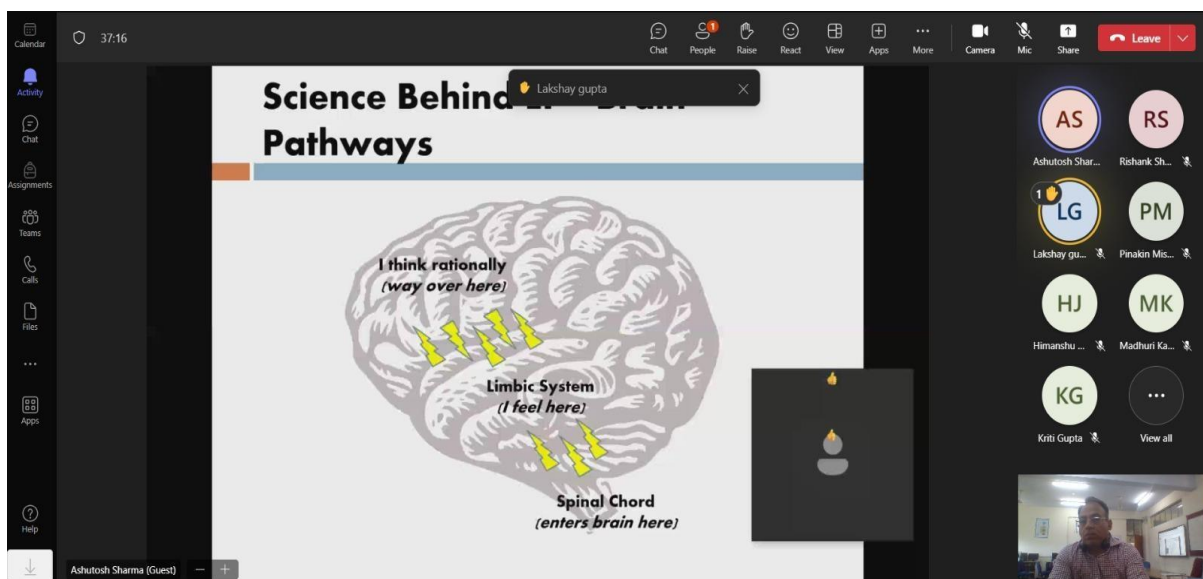 Calendar
37:16
Chat
1
People
Raise
React
View
Apps
More
Camera
Mic
Share
Leave
Activity
Chat
Assignments
Teams
Calls
Files
Apps
Help
Science Behind
Lakshay gupta
Pathways
I think rationally
(way over here)
Limbic System
(I feel here)
Spinal Chord
(enters brain here)
Ashutosh Sharma (Guest)
AS
RS
Ashutosh Shar...
Rishank Sh...
1
LG
PM
Lakshay gu...
Pinakin Mis...
HJ
MK
Himanshu ...
Madhuri Ka...
KG
Kriti Gupta
View all